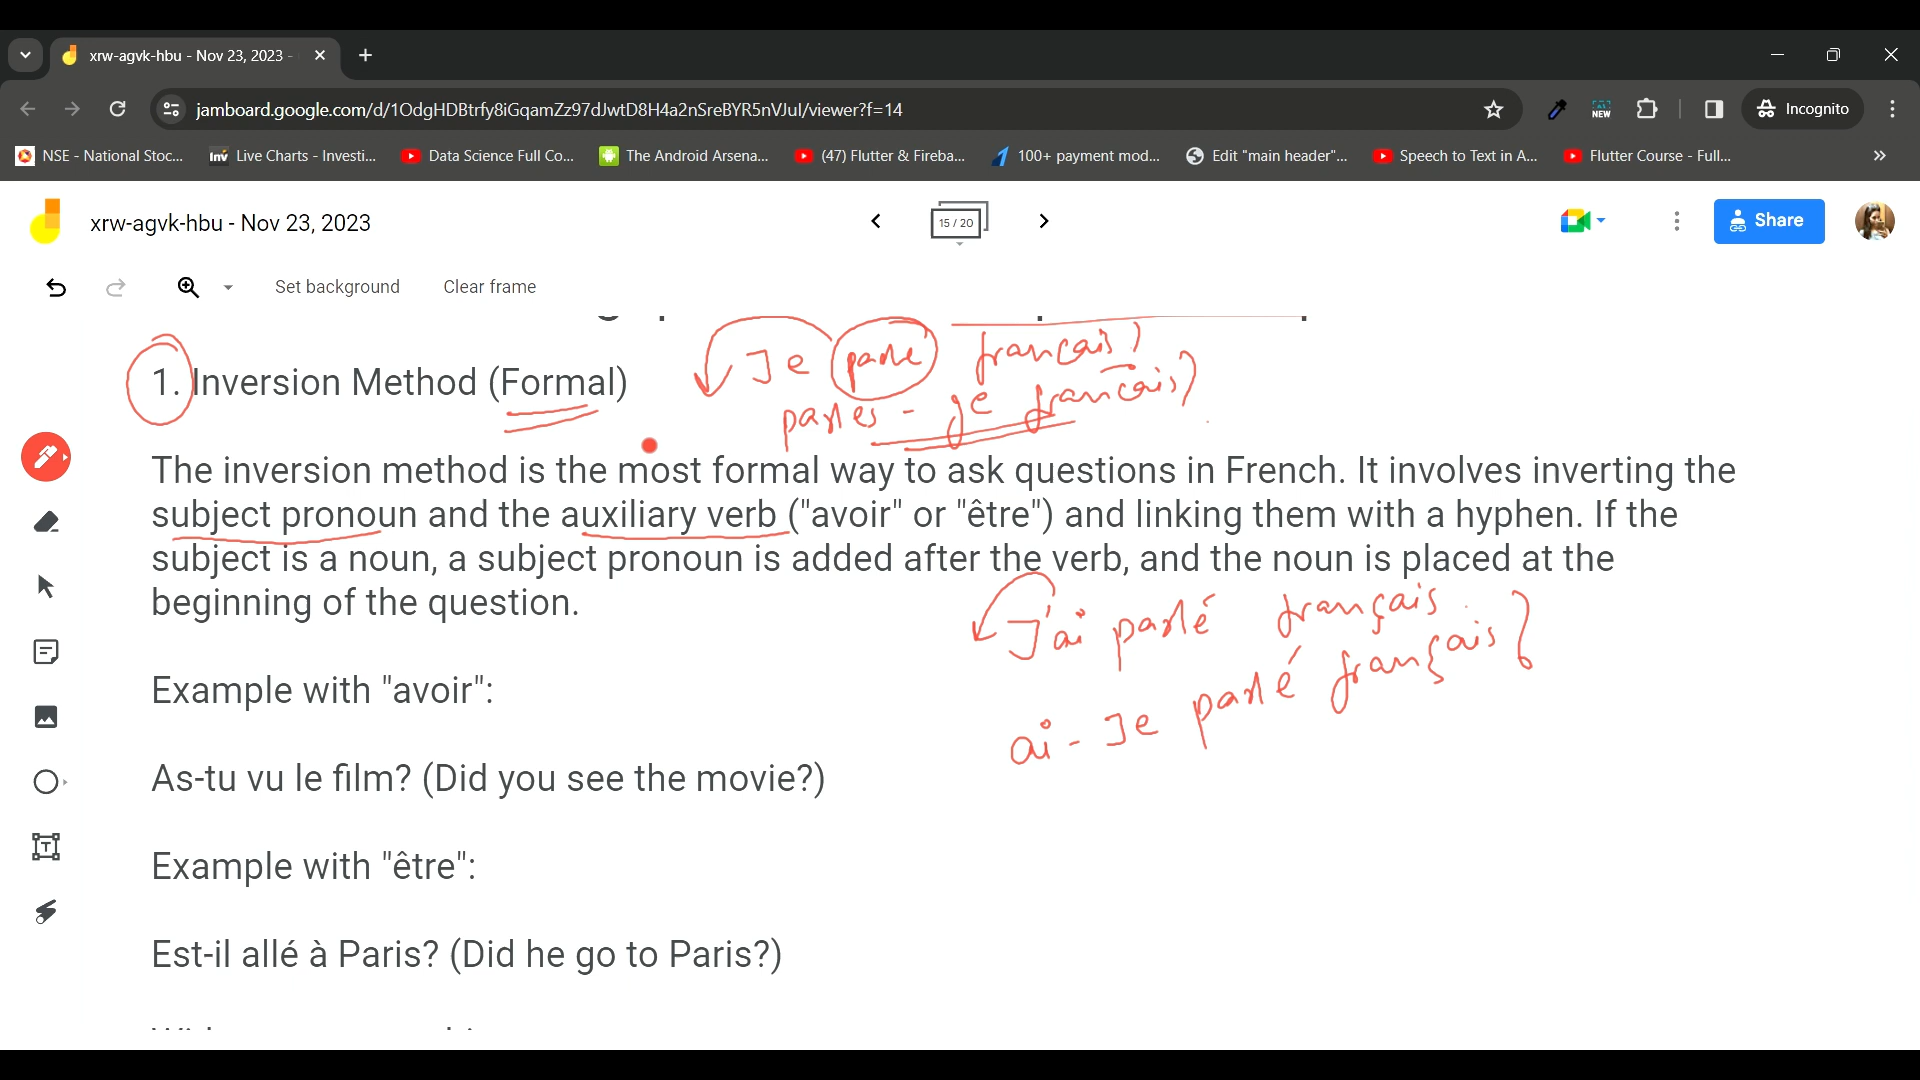 xrw-agvk-hbu - Nov 23, 2023 -
jamboard.google.com/d/1OdgHDBtrfy8iGqamZz97dJwtD8H4a2nSreBYR5nVJuI/viewer?f=14
NEW
Incognito
NSE - National Stoc...
Inv Live Charts - Investi...
Data Science Full Co...
The Android Arsena...
(47) Flutter & Fireba...
100+ payment mod...
Edit "main header"...
Speech to Text in A...
Flutter Course - Full...
xrw-agvk-hbu - Nov 23, 2023
15 / 20
Share
Set background
Clear frame
Je parle francais?
1. Inversion Method (Formal)
parles - je francais?
The inversion method is the most formal way to ask questions in French. It involves inverting the
subject pronoun and the auxiliary verb ("avoir" or "être") and linking them with a hyphen. If the
subject is a noun, a subject pronoun is added after the verb, and the noun is placed at the
beginning of the question.
J'ai parlé français.
ai - Je parlé français?
Example with "avoir":
As-tu vu le film? (Did you see the movie?)
Example with "être":
Est-il allé à Paris? (Did he go to Paris?)